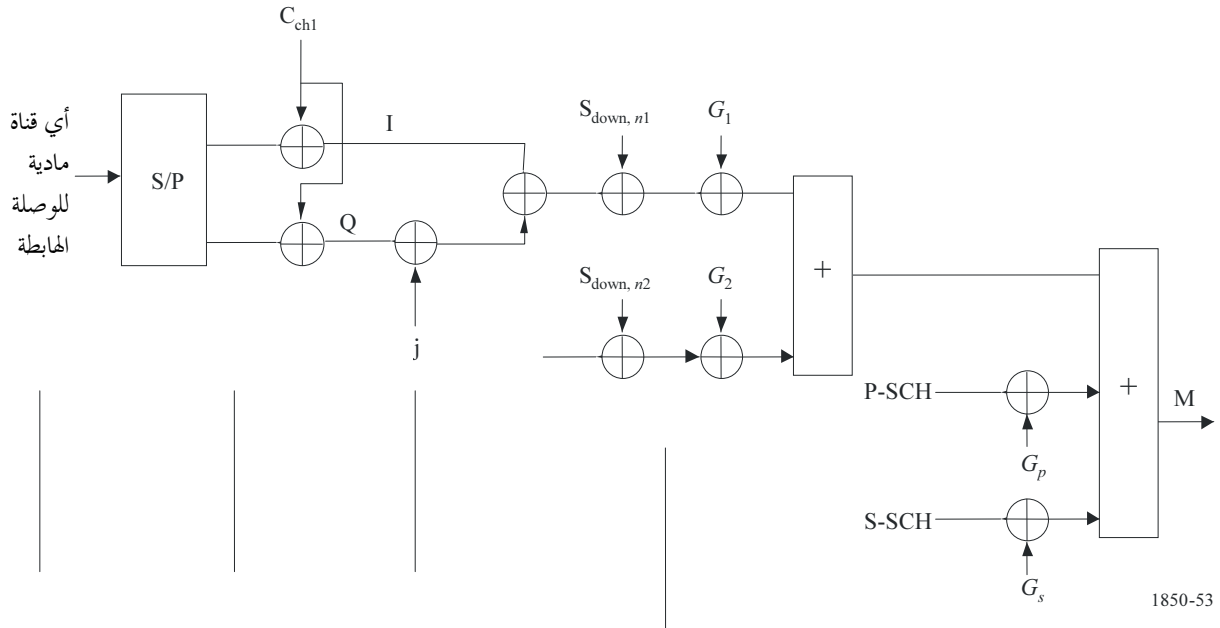 C_ch1
أي قناة
مادية
للوصلة
الهابطة
S/P
I
Q
j
S_down, n1
G_1
S_down, n2
G_2
+
P-SCH
G_p
S-SCH
G_s
+
M
1850-53